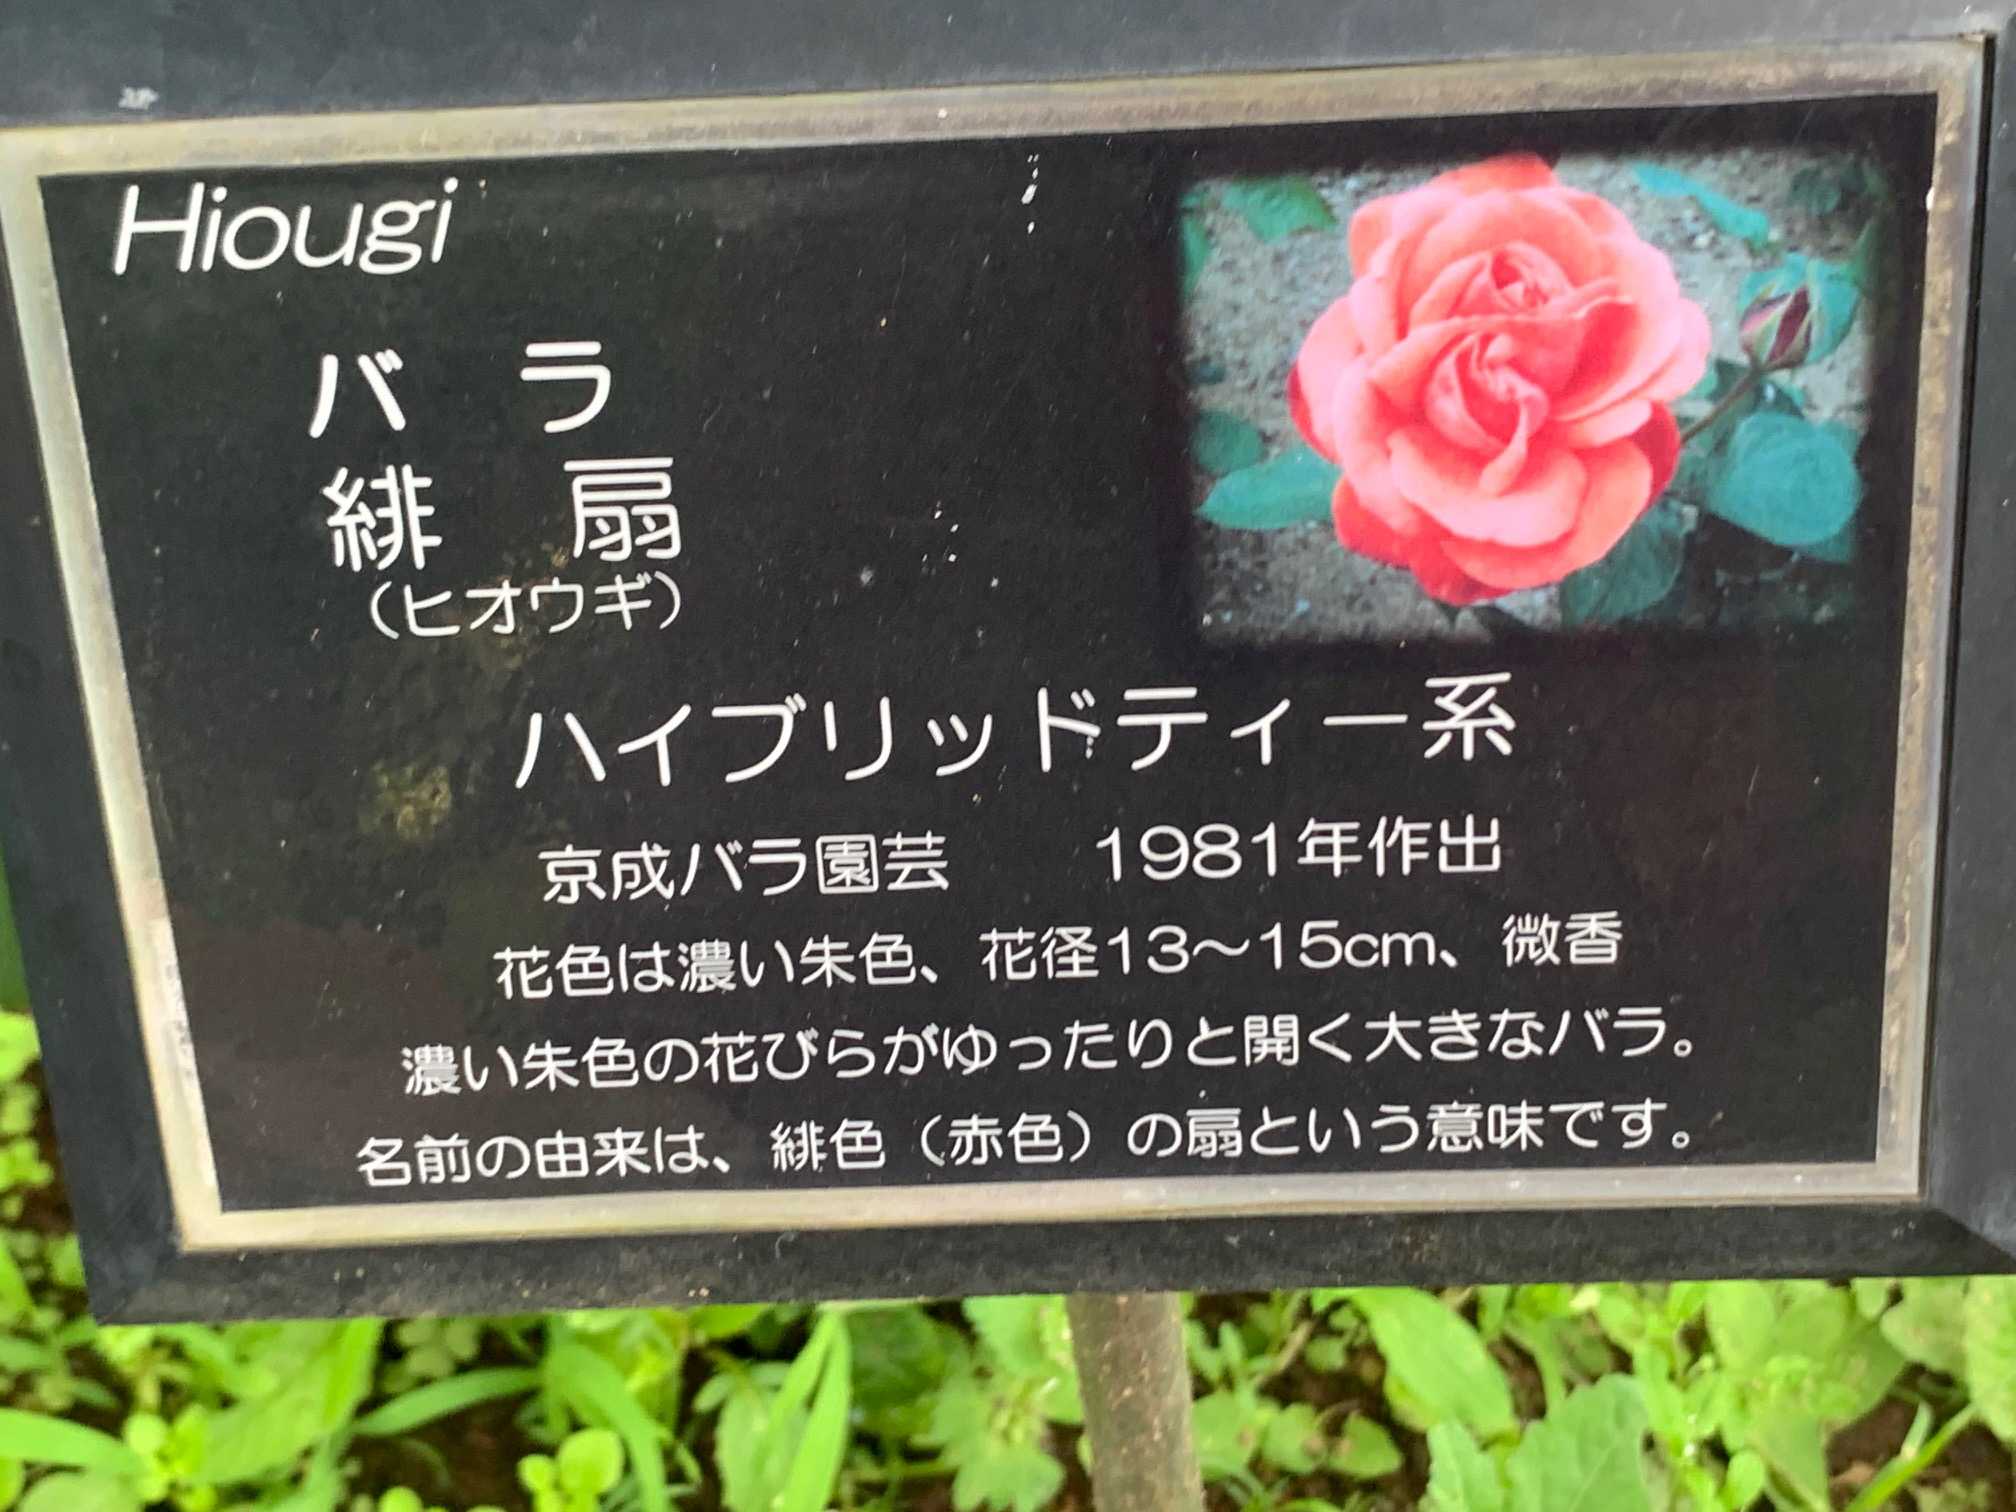 Hiougi
バラ
緋扇
（ヒオウギ）
ハイブリッドティー系
京成バラ園芸　1981年作出
花色は濃い朱色、花径13～15cm、微香
濃い朱色の花びらがゆったりと開く大きなバラ。
名前の由来は、緋色（赤色）の扇という意味です。